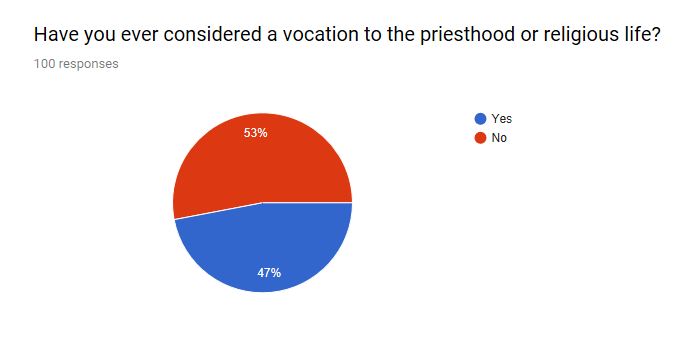 Have you ever considered a vocation to the priesthood or religious life?
100 responses
53%
47%
Yes
No